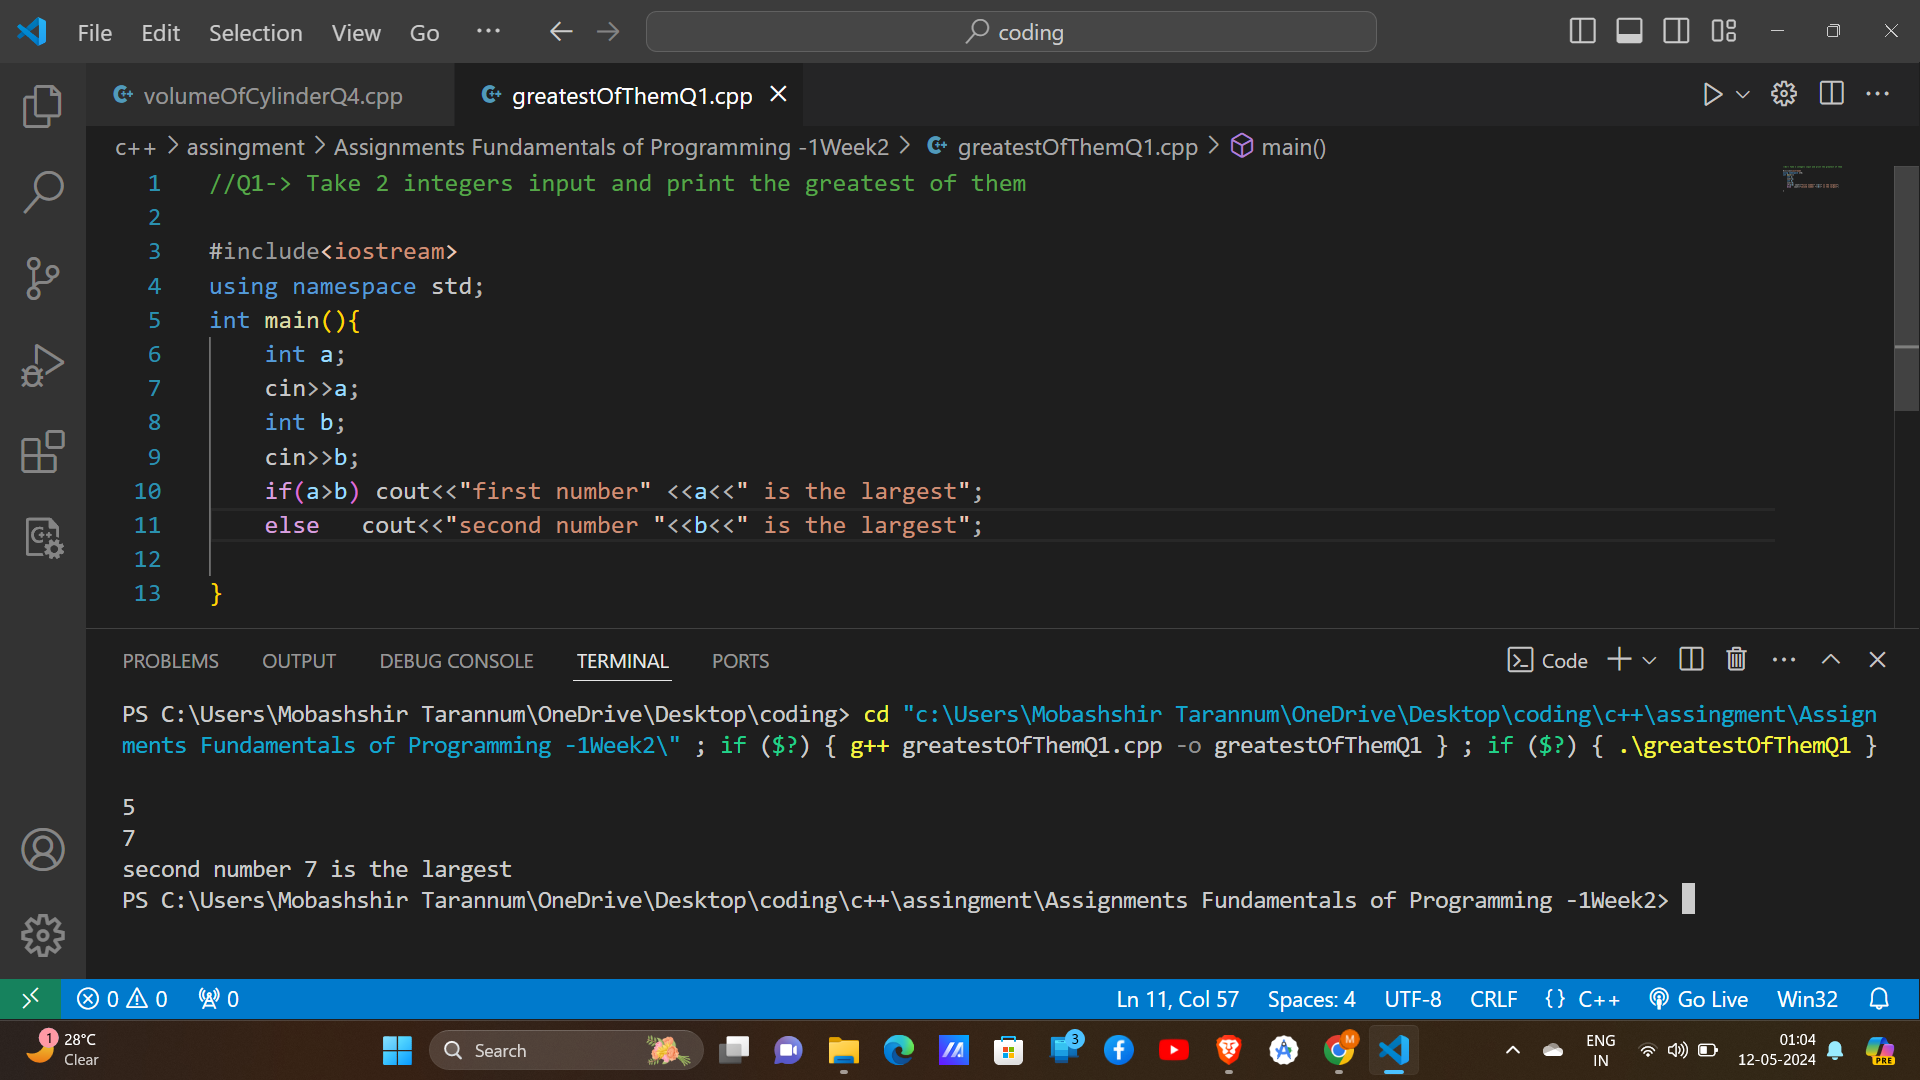 File Edit Selection View Go ··· coding
volumeOfCylinderQ4.cpp greatestOfThemQ1.cpp
c++ > assingment > Assignments Fundamentals of Programming -1Week2 > greatestOfThemQ1.cpp > main()
1 //Q1-> Take 2 integers input and print the greatest of them
2
3 #include<iostream>
4 using namespace std;
5 int main(){
6 int a;
7 cin>>a;
8 int b;
9 cin>>b;
10 if(a>b) cout<<"first number" <<a<<" is the largest";
11 else   cout<<"second number "<<b<<" is the largest";
12
13 }
PROBLEMS OUTPUT DEBUG CONSOLE TERMINAL PORTS Code
PS C:\Users\Mobashshir Tarannum\OneDrive\Desktop\coding> cd "c:\Users\Mobashshir Tarannum\OneDrive\Desktop\coding\c++\assingment\Assign
ments Fundamentals of Programming -1Week2\" ; if ($?) { g++ greatestOfThemQ1.cpp -o greatestOfThemQ1 } ; if ($?) { .\greatestOfThemQ1 }
5
7
second number 7 is the largest
PS C:\Users\Mobashshir Tarannum\OneDrive\Desktop\coding\c++\assingment\Assignments Fundamentals of Programming -1Week2>
0 0 0 Ln 11, Col 57 Spaces: 4 UTF-8 CRLF {} C++ Go Live Win32
1 28°C
Clear
Search
3
M
ENG
IN
01:04
12-05-2024
PRE